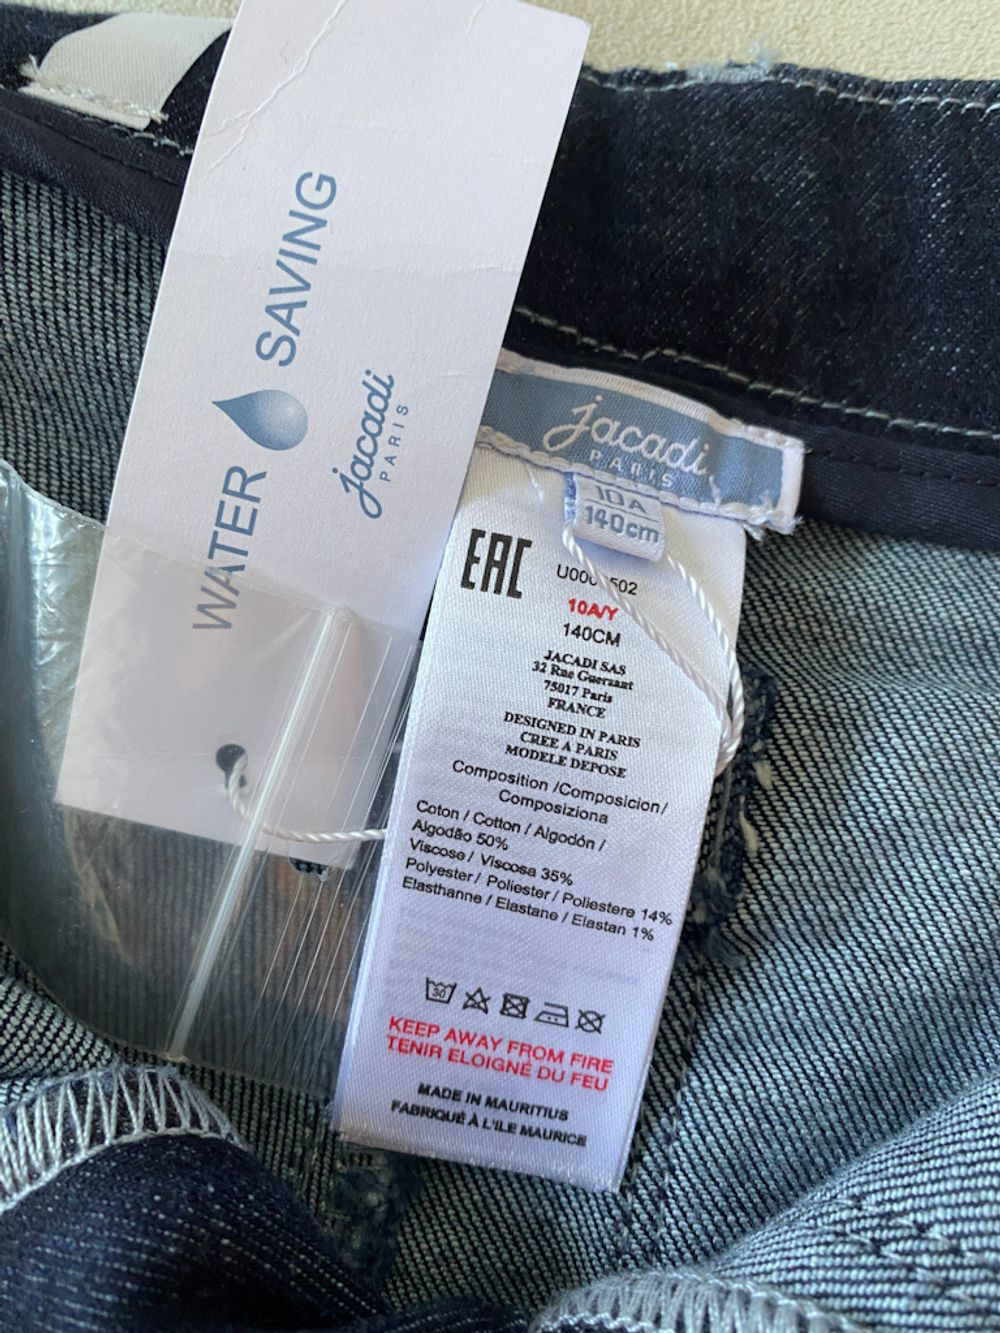 WATER SAVING
Jacadi
PARIS
Jacadi
PARIS
10A
140cm
EAC
10A/Y
140CM
JACADI SAS
32 Rue Guersant
75017 Paris
FRANCE
DESIGNED IN PARIS
CREE A PARIS
MODELE DEPOSE
Composition /Composicion/
Composiziona
Coton / Cotton / Algodón /
Algodão 50%
Viscose / Viscosa 35%
Polyester / Poliester / Poliestere 14%
Elasthanne / Elastane / Elastan 1%
30
KEEP AWAY FROM FIRE
TENIR ELOIGNÉ DU FEU
MADE IN MAURITIUS
FABRIQUÉ À L'ILE MAURICE